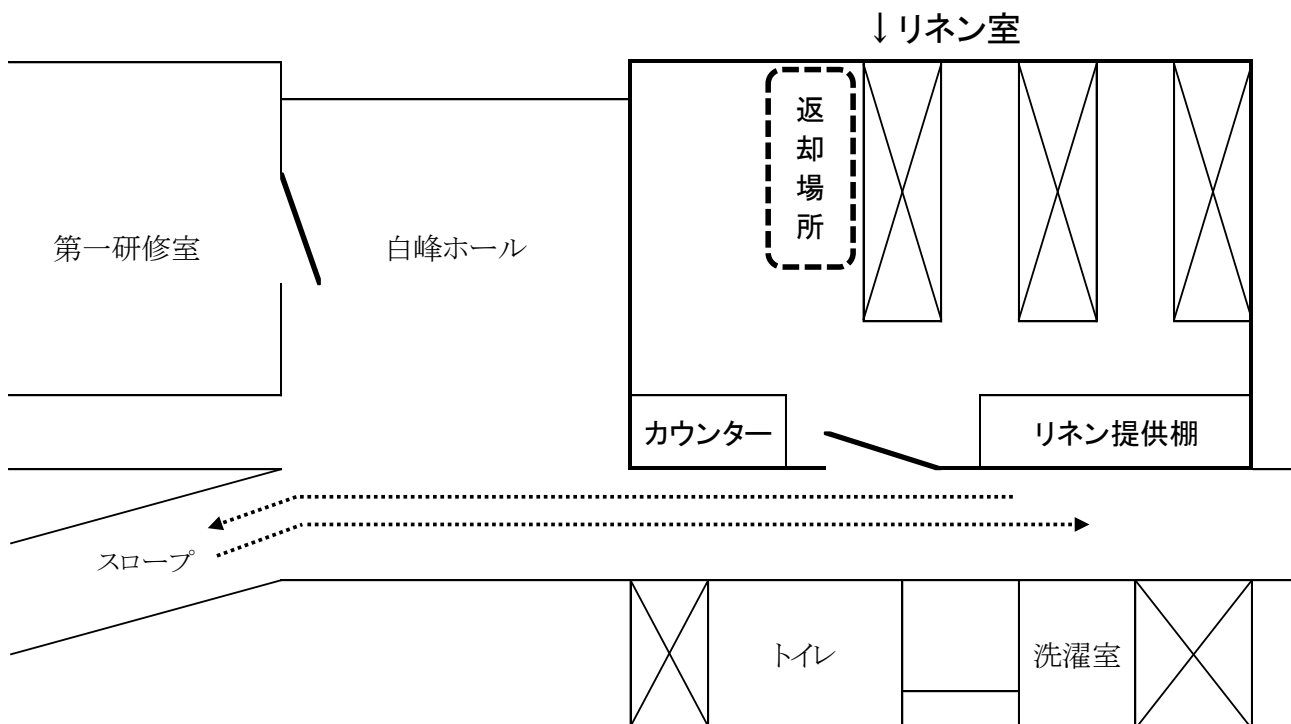 ↓リネン室
返却場所
第一研修室
白峰ホール
カウンター
リネン提供棚
スロープ
トイレ
洗濯室